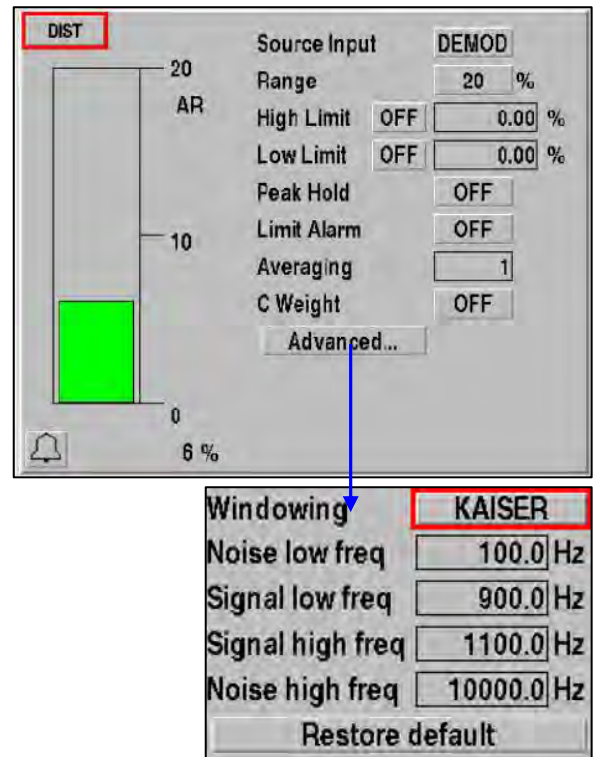 DIST
20
AR
10
0
6 %
Source Input DEMOD
Range 20 %
High Limit OFF 0.00 %
Low Limit OFF 0.00 %
Peak Hold OFF
Limit Alarm OFF
Averaging 1
C Weight OFF
Advanced...
Windowing KAISER
Noise low freq 100.0 Hz
Signal low freq 900.0 Hz
Signal high freq 1100.0 Hz
Noise high freq 10000.0 Hz
Restore default